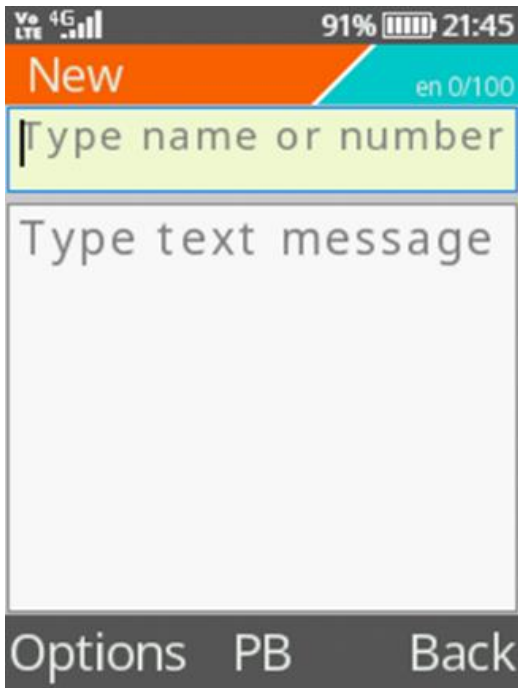 Vo LTE 4G 91% 21:45
New en 0/100
Type name or number
Type text message
Options PB Back